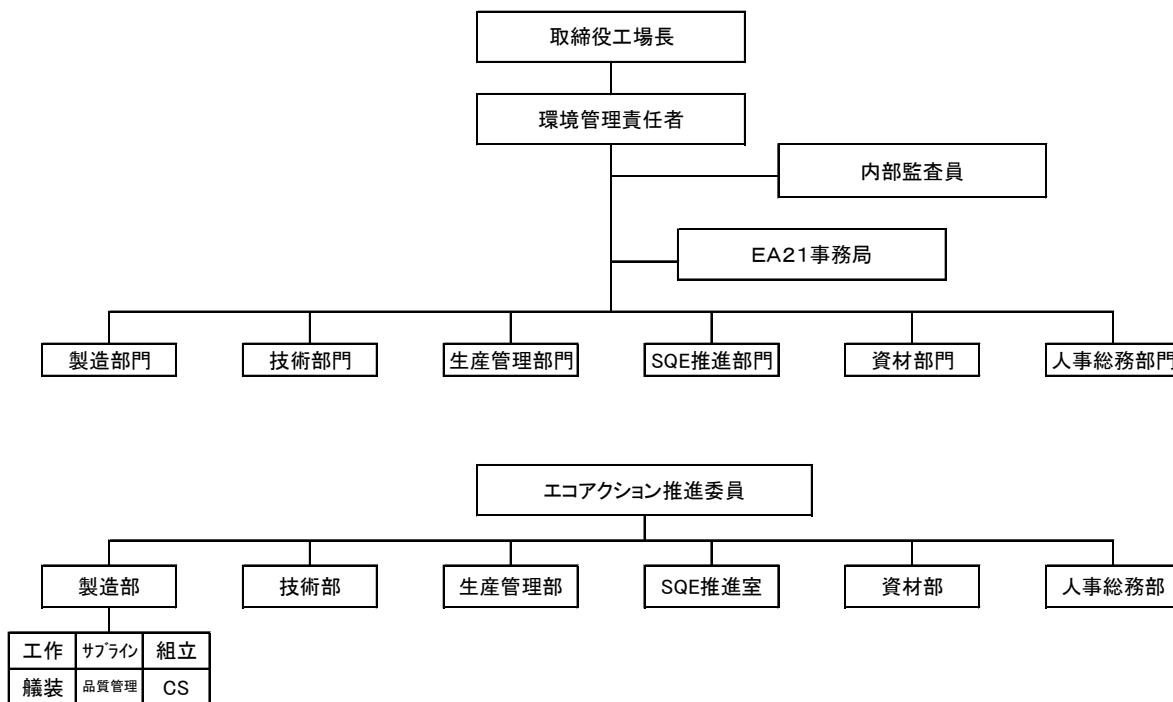 取締役工場長
環境管理責任者
内部監査員
EA21事務局
製造部門 技術部門 生産管理部門 SQE推進部門 資材部門 人事総務部門
エコアクション推進委員
製造部 技術部 生産管理部 SQE推進室 資材部 人事総務部
工作 サブライン 組立
艤装 品質管理 CS